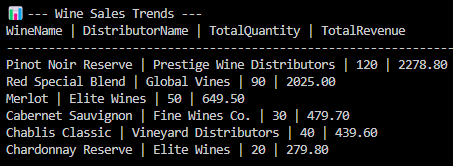 📊 --- Wine Sales Trends ---
WineName | DistributorName | TotalQuantity | TotalRevenue
----------------------------------------------------------------
Pinot Noir Reserve | Prestige Wine Distributors | 120 | 2278.80
Red Special Blend | Global Vines | 90 | 2025.00
Merlot | Elite Wines | 50 | 649.50
Cabernet Sauvignon | Fine Wines Co. | 30 | 479.70
Chablis Classic | Vineyard Distributors | 40 | 439.60
Chardonnay Reserve | Elite Wines | 20 | 279.80